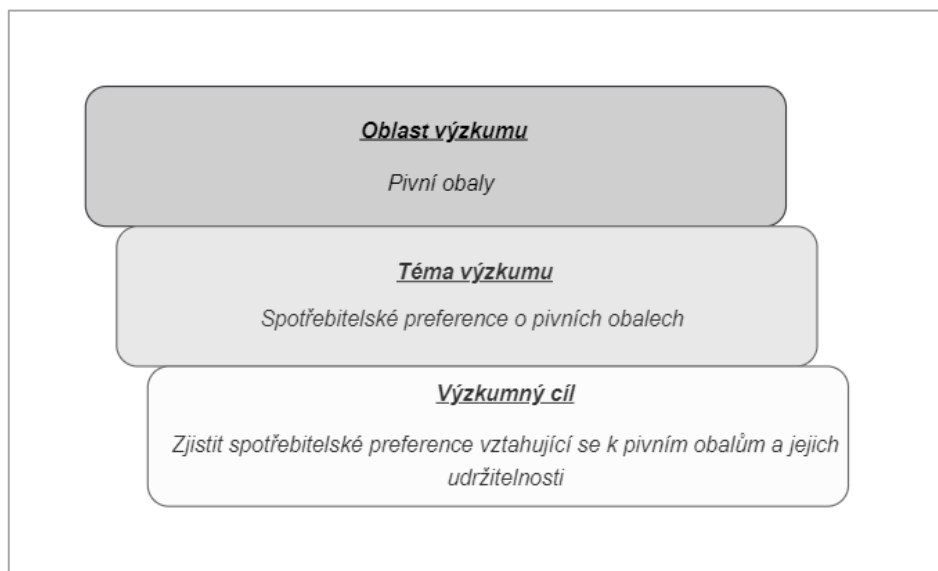 Oblast výzkumu
Pivní obaly
Téma výzkumu
Spotřebitelské preference o pivních obalech
Výzkumný cíl
Zjistit spotřebitelské preference vztahující se k pivním obalům a jejich
udržitelnosti